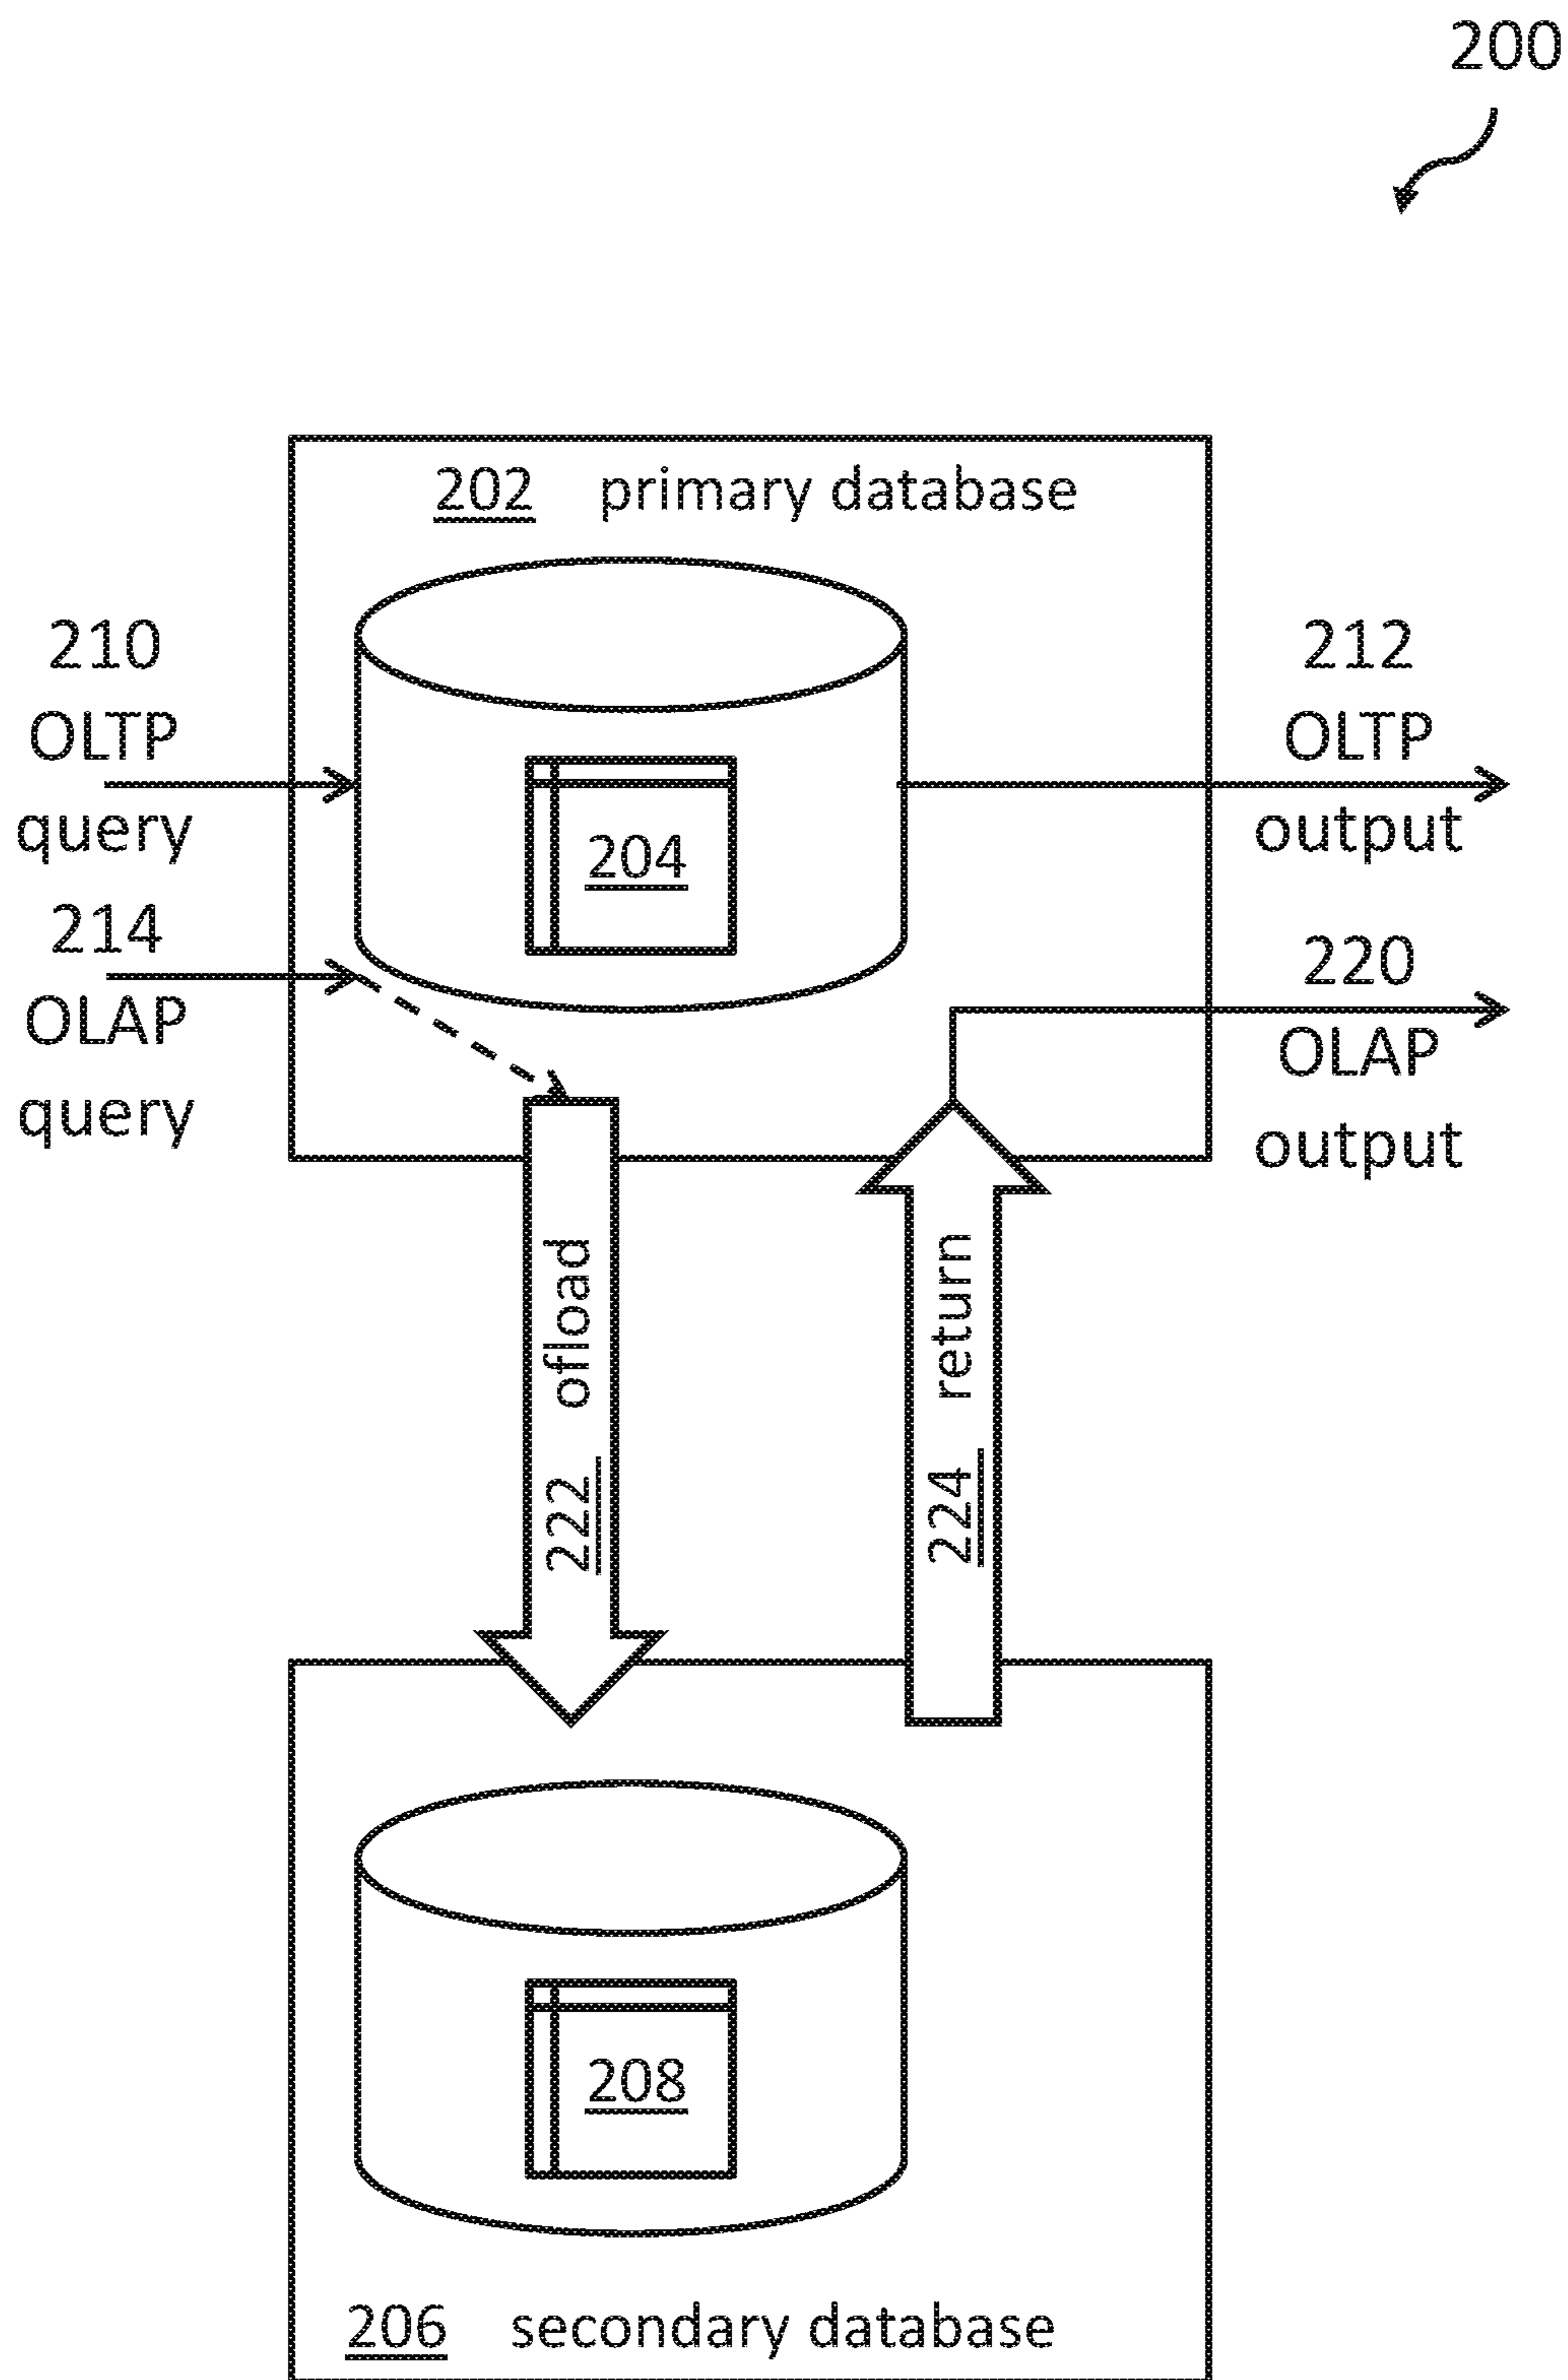 200
202 primary database
210
OLTP
query
204
212
OLTP
output
214
OLAP
query
220
OLAP
output
222 ofload
224 return
208
206 secondary database